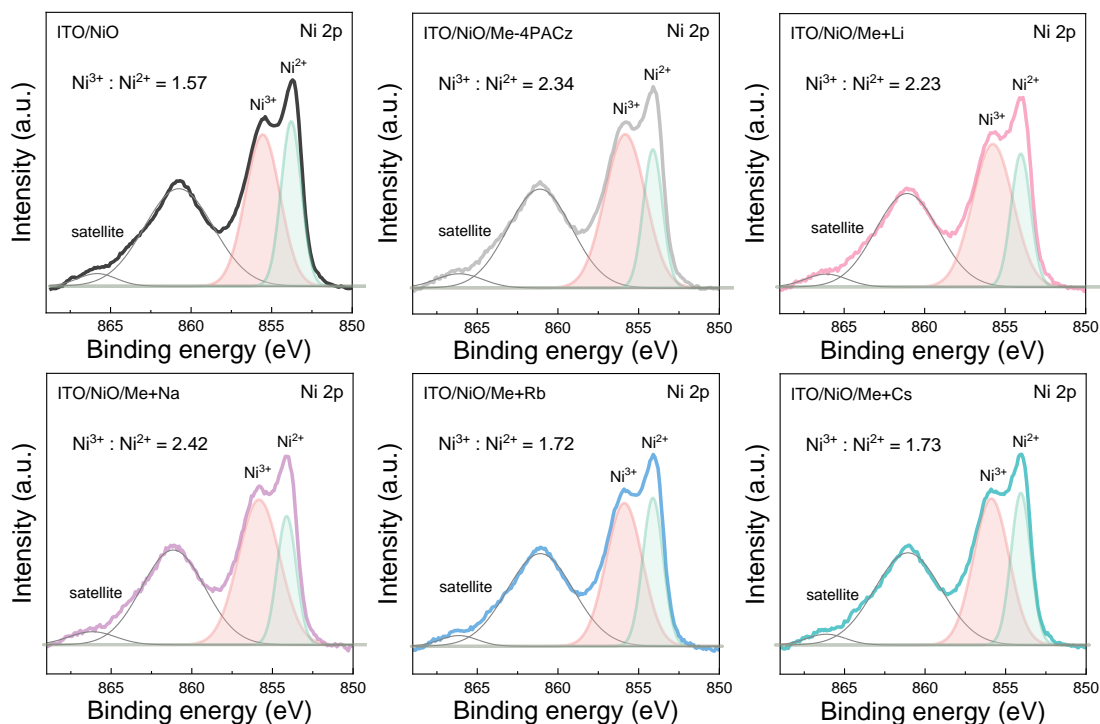 ITO/NiO
Ni 2p
Ni³⁺ : Ni²⁺ = 1.57
Ni²⁺
Ni³⁺
satellite
Intensity (a.u.)
865 860 855 850
Binding energy (eV)
ITO/NiO/Me-4PACz
Ni 2p
Ni³⁺ : Ni²⁺ = 2.34
Ni²⁺
Ni³⁺
satellite
Intensity (a.u.)
865 860 855 850
Binding energy (eV)
ITO/NiO/Me+Li
Ni 2p
Ni³⁺ : Ni²⁺ = 2.23
Ni²⁺
Ni³⁺
satellite
Intensity (a.u.)
865 860 855 850
Binding energy (eV)
ITO/NiO/Me+Na
Ni 2p
Ni³⁺ : Ni²⁺ = 2.42
Ni²⁺
Ni³⁺
satellite
Intensity (a.u.)
865 860 855 850
Binding energy (eV)
ITO/NiO/Me+Rb
Ni 2p
Ni³⁺ : Ni²⁺ = 1.72
Ni²⁺
Ni³⁺
satellite
Intensity (a.u.)
865 860 855 850
Binding energy (eV)
ITO/NiO/Me+Cs
Ni 2p
Ni³⁺ : Ni²⁺ = 1.73
Ni²⁺
Ni³⁺
satellite
Intensity (a.u.)
865 860 855 850
Binding energy (eV)